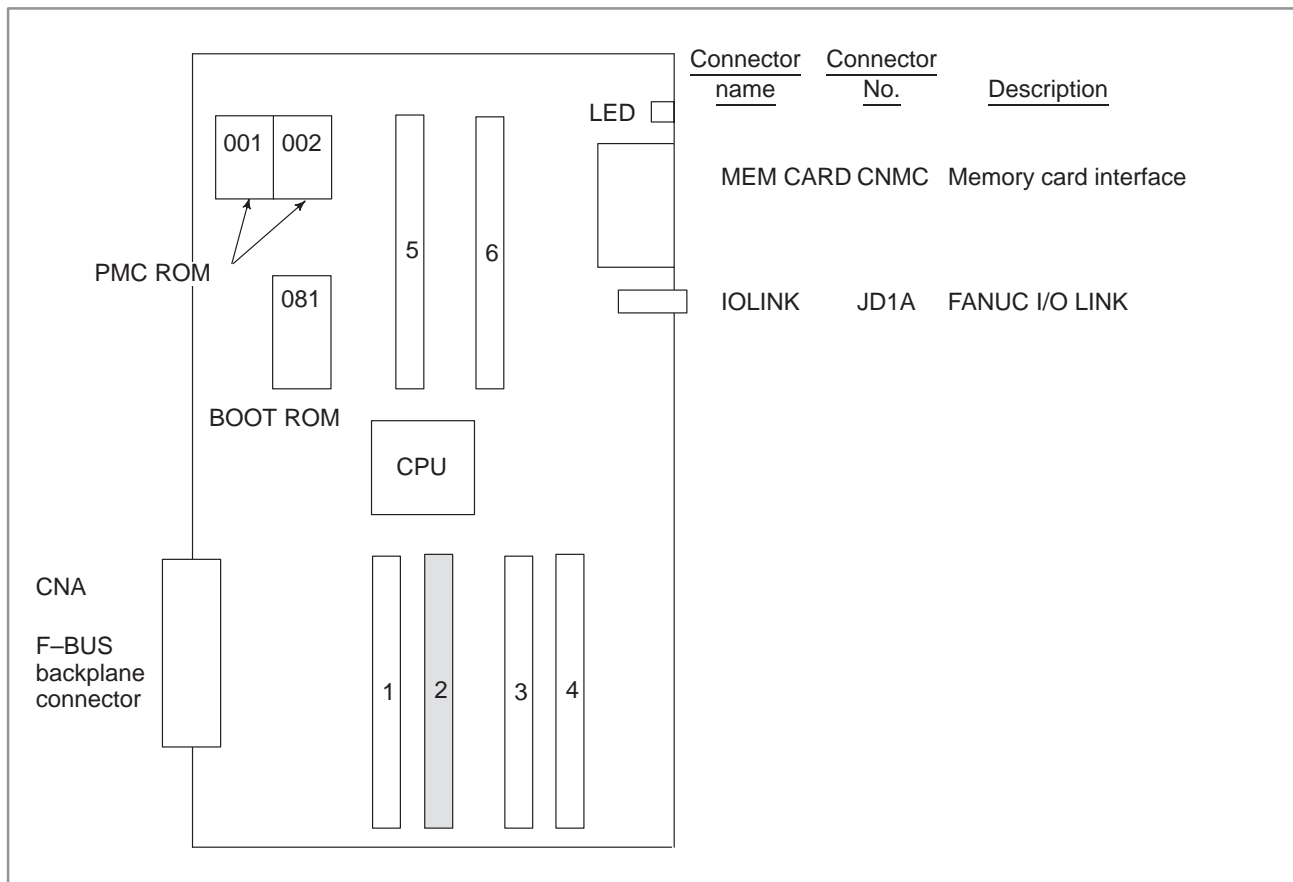 Connector Connector
name No. Description
LED
001 002
MEM CARD CNMC Memory card interface
5 6
PMC ROM
081
IOLINK JD1A FANUC I/O LINK
BOOT ROM
CPU
CNA
F–BUS
backplane
connector
1 2 3 4